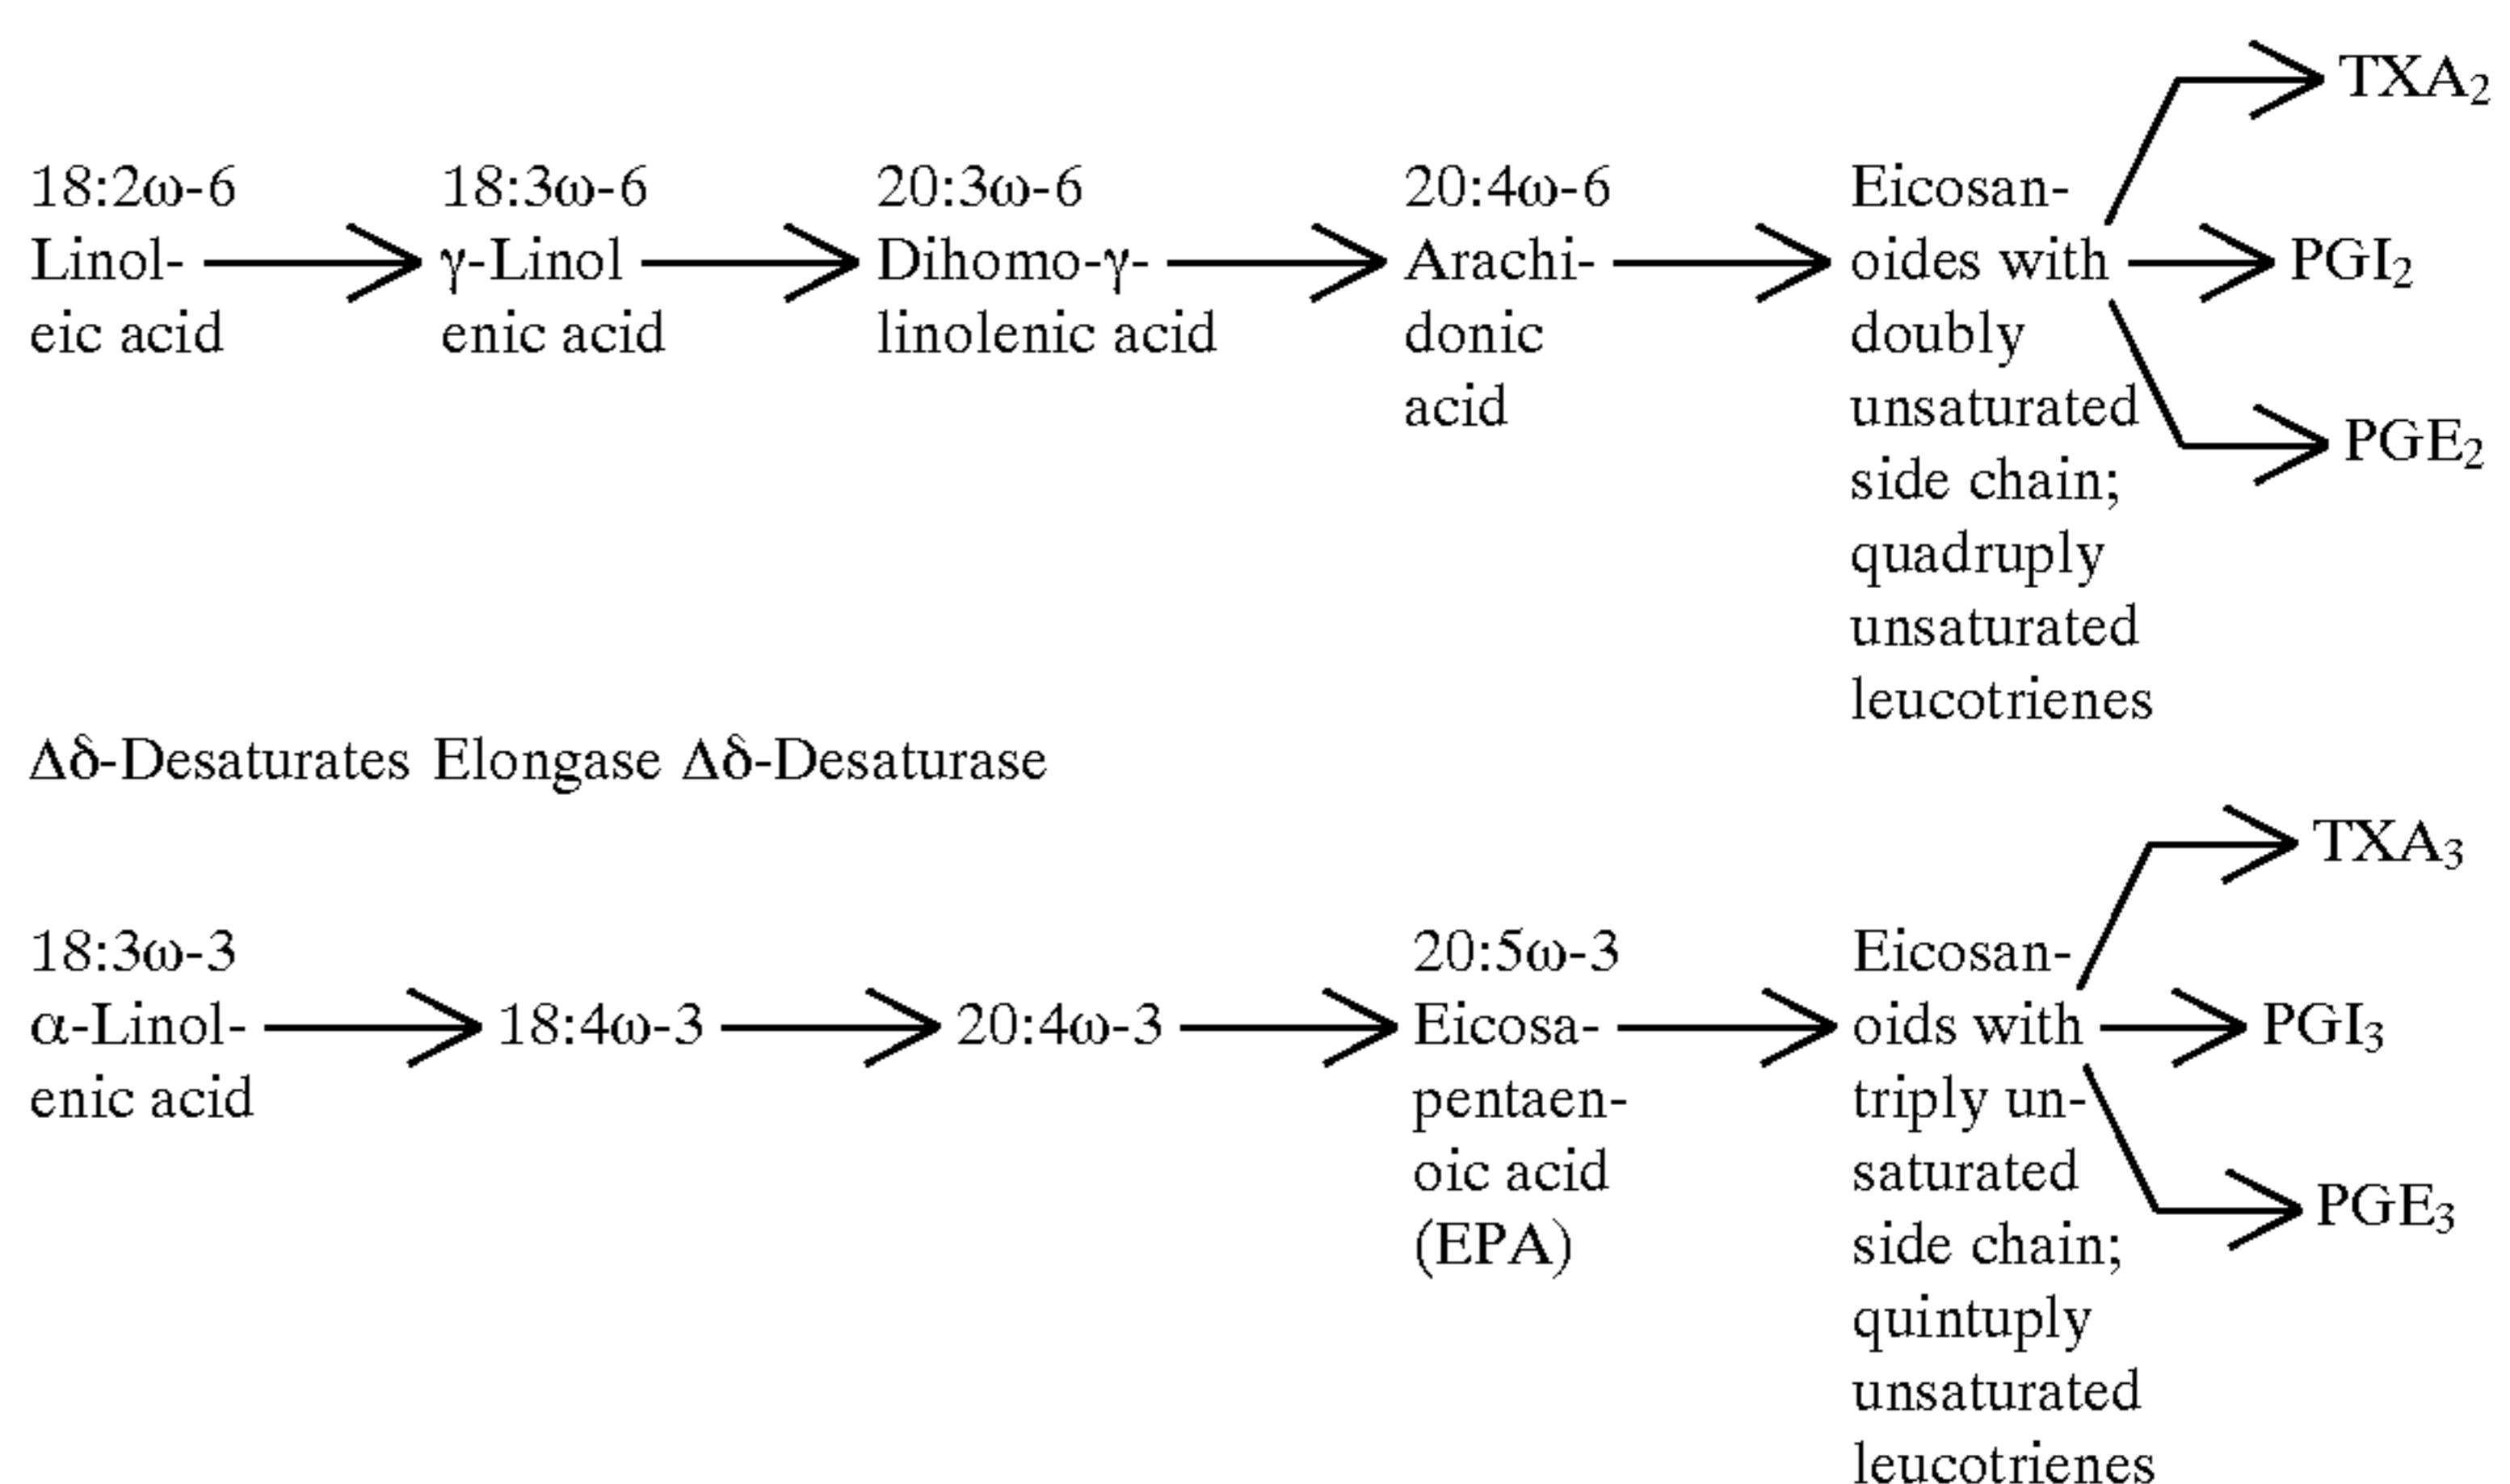 TXA₂
18:2ω-6 18:3ω-6 20:3ω-6 20:4ω-6 Eicosan-
Linol- γ-Linol Dihomo-γ- Arachi- oides with PGI₂
eic acid enic acid linolenic acid donic doubly
acid unsaturated PGE₂
side chain;
quadruply
unsaturated
leucotrienes
Δδ-Desaturates Elongase Δδ-Desaturase
TXA₃
18:3ω-3 20:5ω-3 Eicosan-
α-Linol- 18:4ω-3 20:4ω-3 Eicosa- oids with PGI₃
enic acid pentaen- triply un-
oic acid saturated PGE₃
(EPA) side chain;
quintuply
unsaturated
leucotrienes